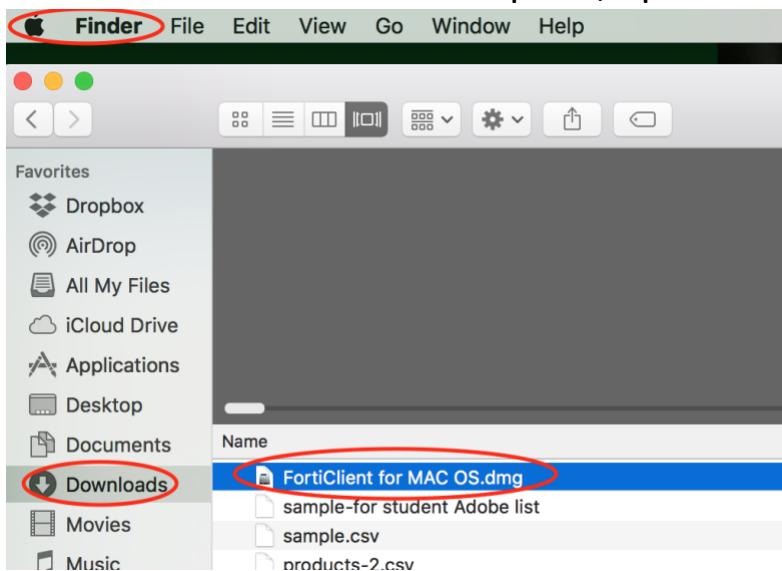 Finder File Edit View Go Window Help
Favorites
Dropbox
AirDrop
All My Files
iCloud Drive
Applications
Desktop
Documents
Downloads
Movies
Music
Name
FortiClient for MAC OS.dmg
sample-for student Adobe list
sample.csv
products-2.csv